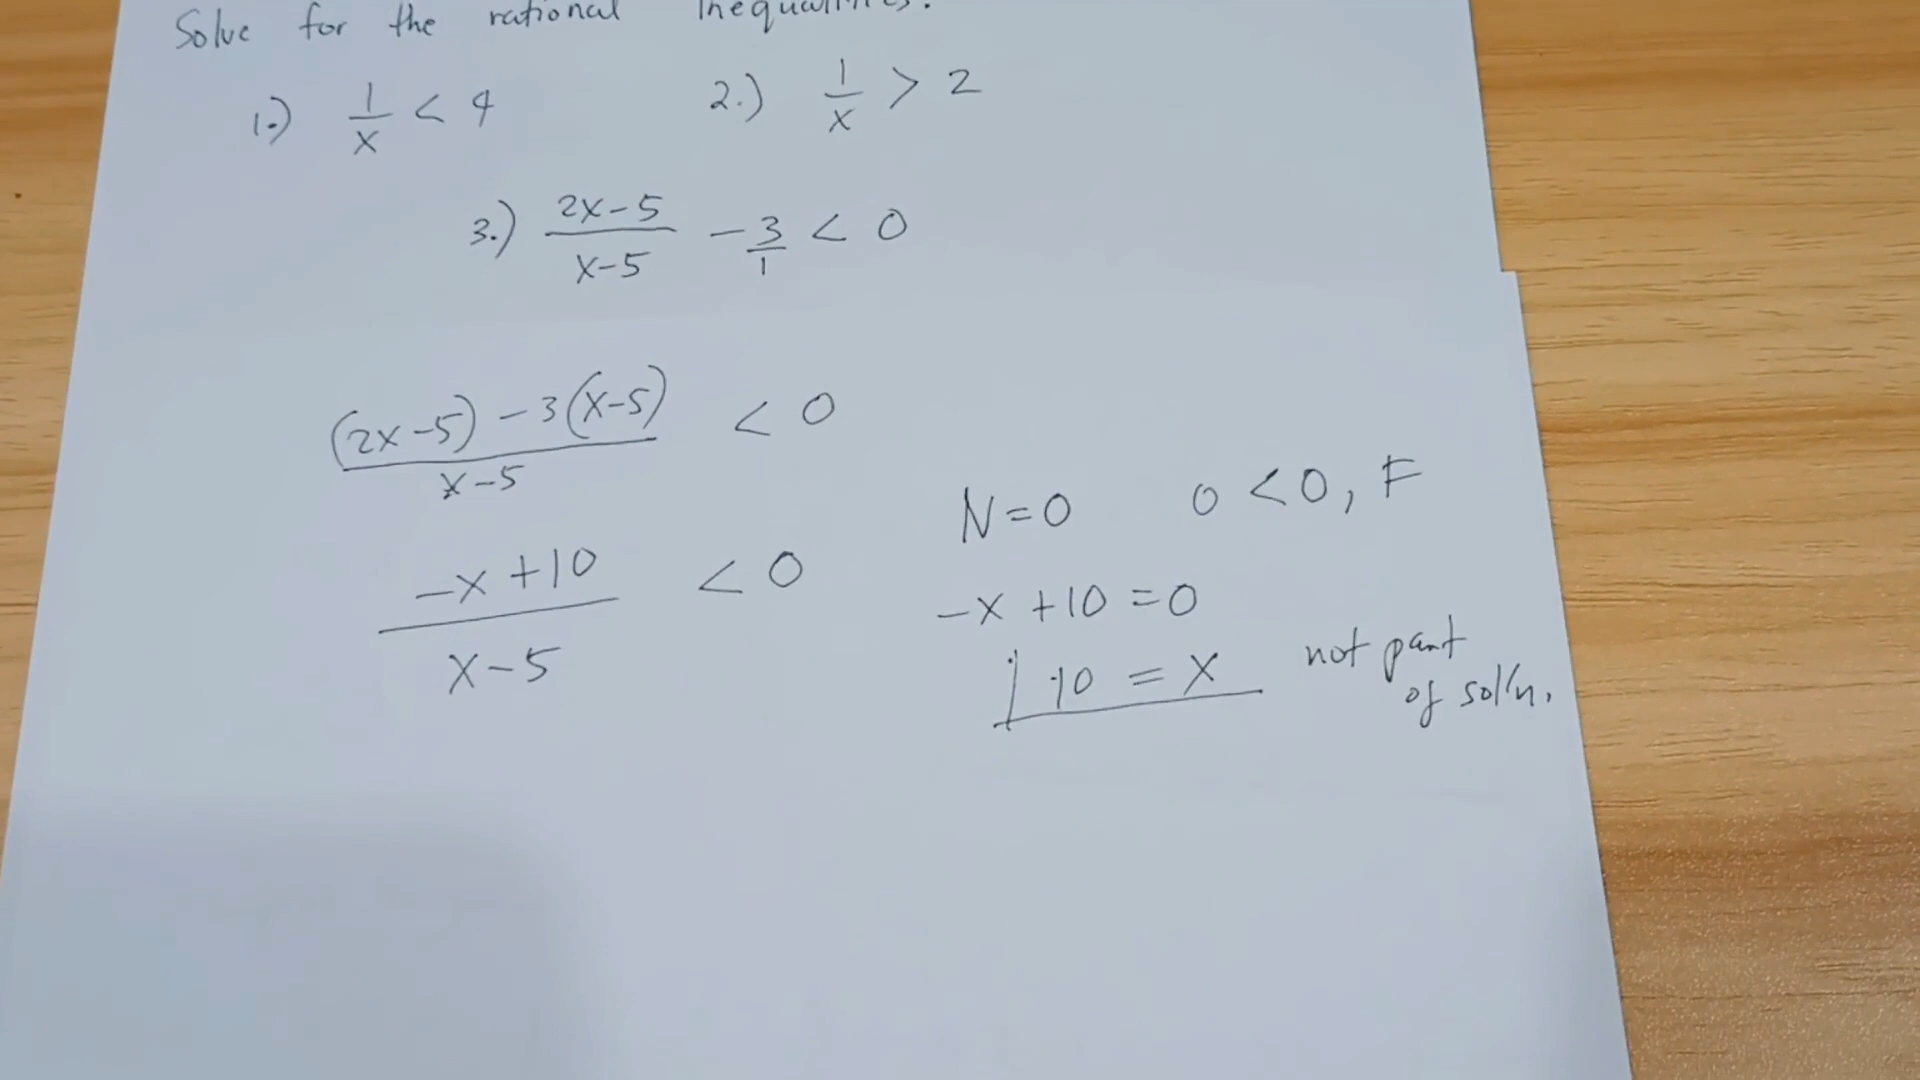 Solve for the rational Inequalities.
1.) 1/x < 4
2.) 1/x > 2
3.) (2x-5)/(x-5) - 3/1 < 0
((2x-5) - 3(x-5))/(x-5) < 0
N=0 0<0, F
(-x+10)/(x-5) < 0
-x+10=0
10 = x not part
of sol'n.